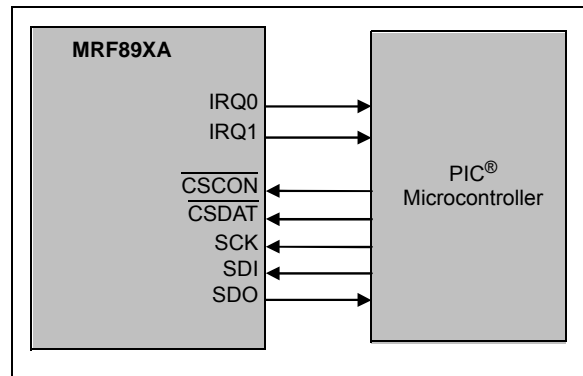 MRF89XA
IRQ0
IRQ1
CSCON
CSDAT
SCK
SDI
SDO
PIC®
Microcontroller